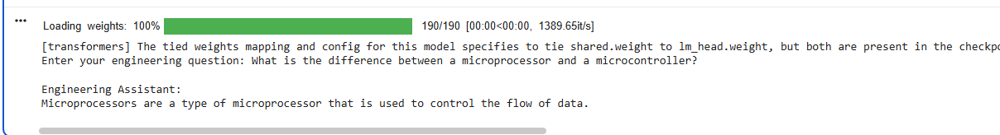 Loading weights: 100% 190/190 [00:00<00:00, 1389.65it/s]
[transformers] The tied weights mapping and config for this model specifies to tie shared.weight to lm_head.weight, but both are present in the checkpo
Enter your engineering question: What is the difference between a microprocessor and a microcontroller?
Engineering Assistant:
Microprocessors are a type of microprocessor that is used to control the flow of data.